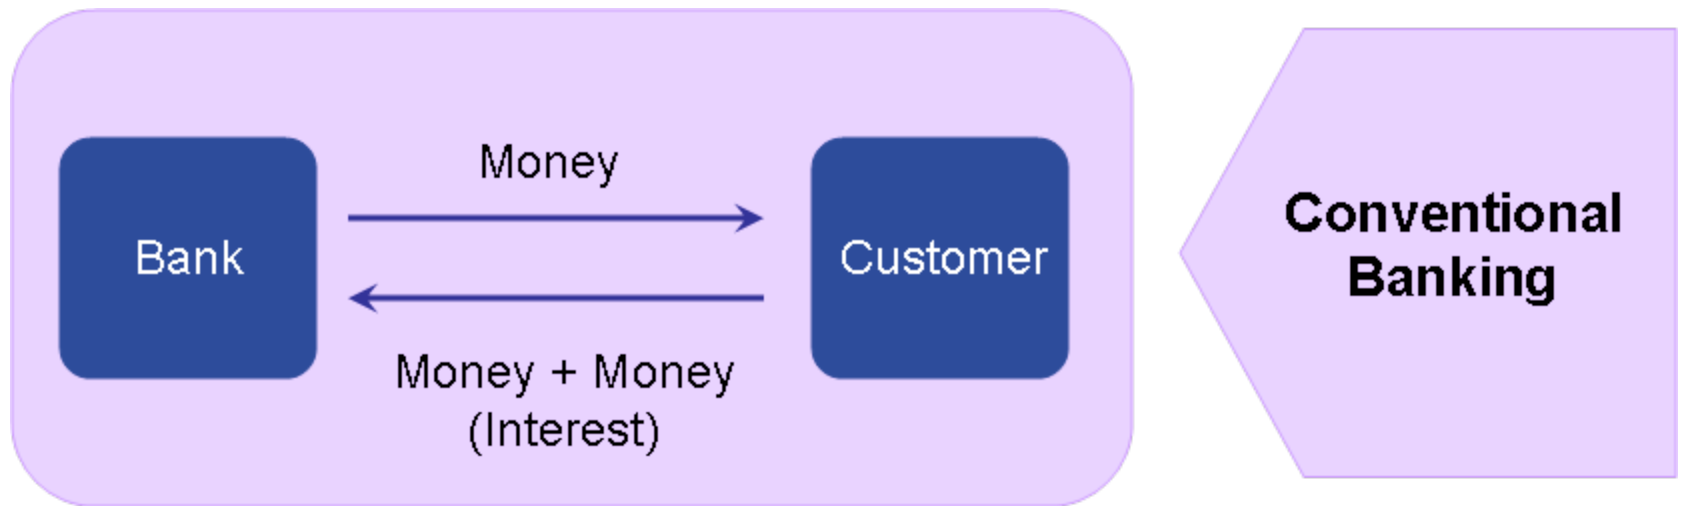 Money
Bank
Customer
Money + Money
(Interest)
Conventional
Banking